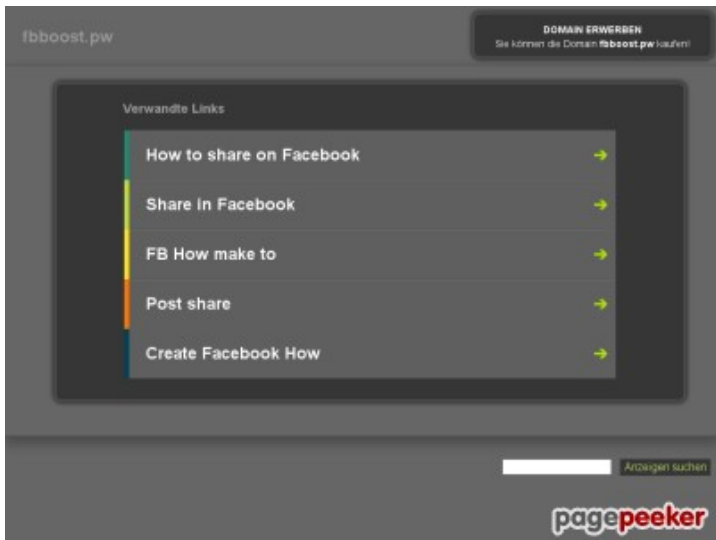 fbboost.pw
DOMAIN ERWERBEN
Sie können die Domain fbboost.pw kaufen!
Verwandte Links
How to share on Facebook
Share in Facebook
FB How make to
Post share
Create Facebook How
Anzeigen suchen
pagepeeker